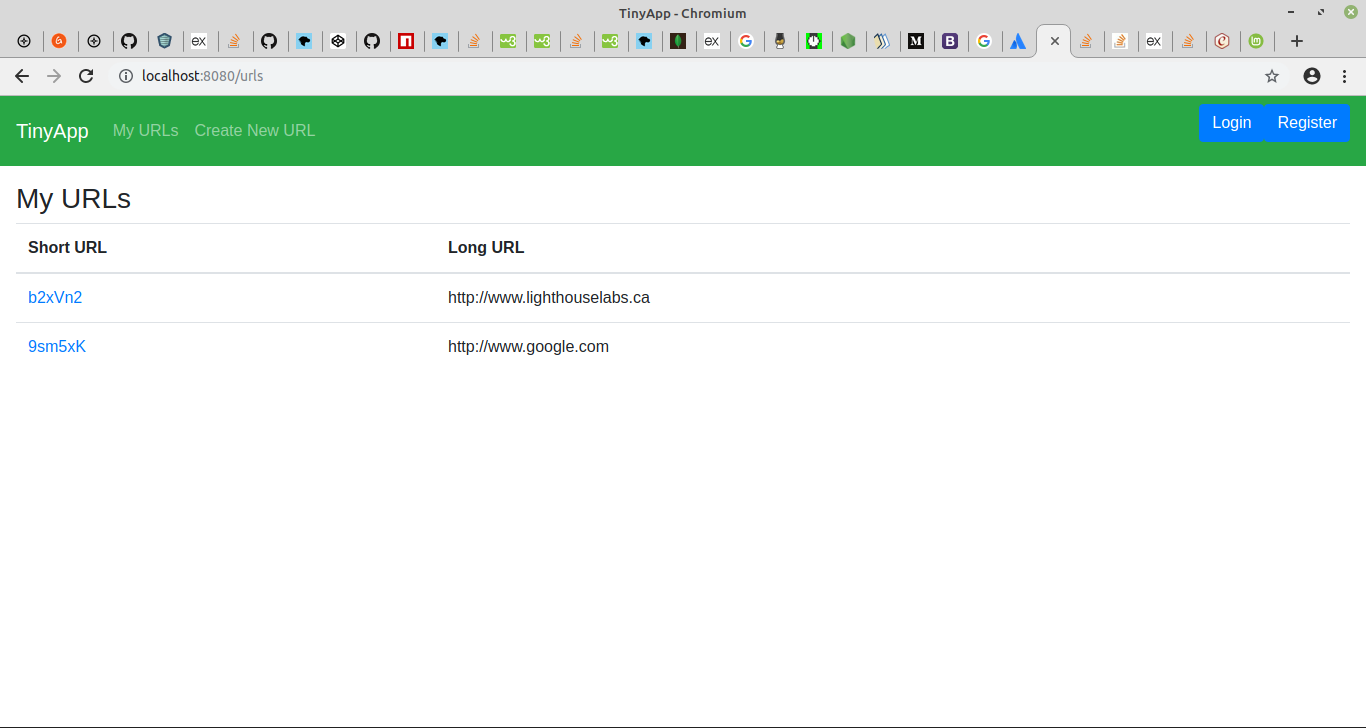 TinyApp - Chromium
localhost:8080/urls
TinyApp My URLs Create New URL Login Register
My URLs
Short URL Long URL
b2xVn2 http://www.lighthouselabs.ca
9sm5xK http://www.google.com